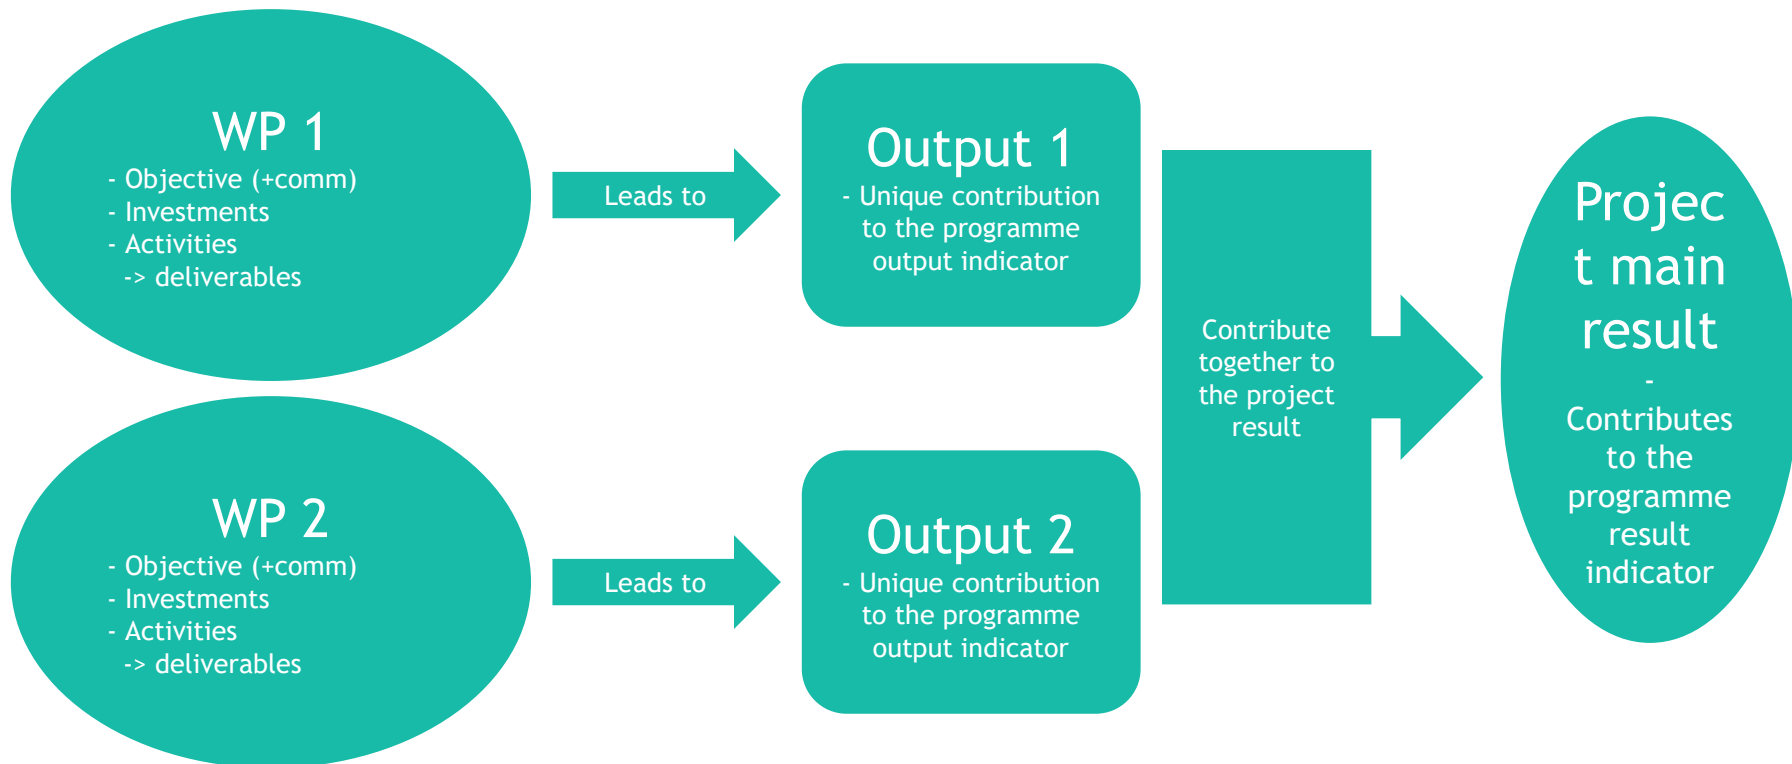 WP 1
- Objective (+comm)
- Investments
- Activities
-> deliverables
Leads to
Output 1
- Unique contribution
to the programme
output indicator
WP 2
- Objective (+comm)
- Investments
- Activities
-> deliverables
Leads to
Output 2
- Unique contribution
to the programme
output indicator
Contribute
together to
the project
result
Projec
t main
result
-
Contributes
to the
programme
result
indicator